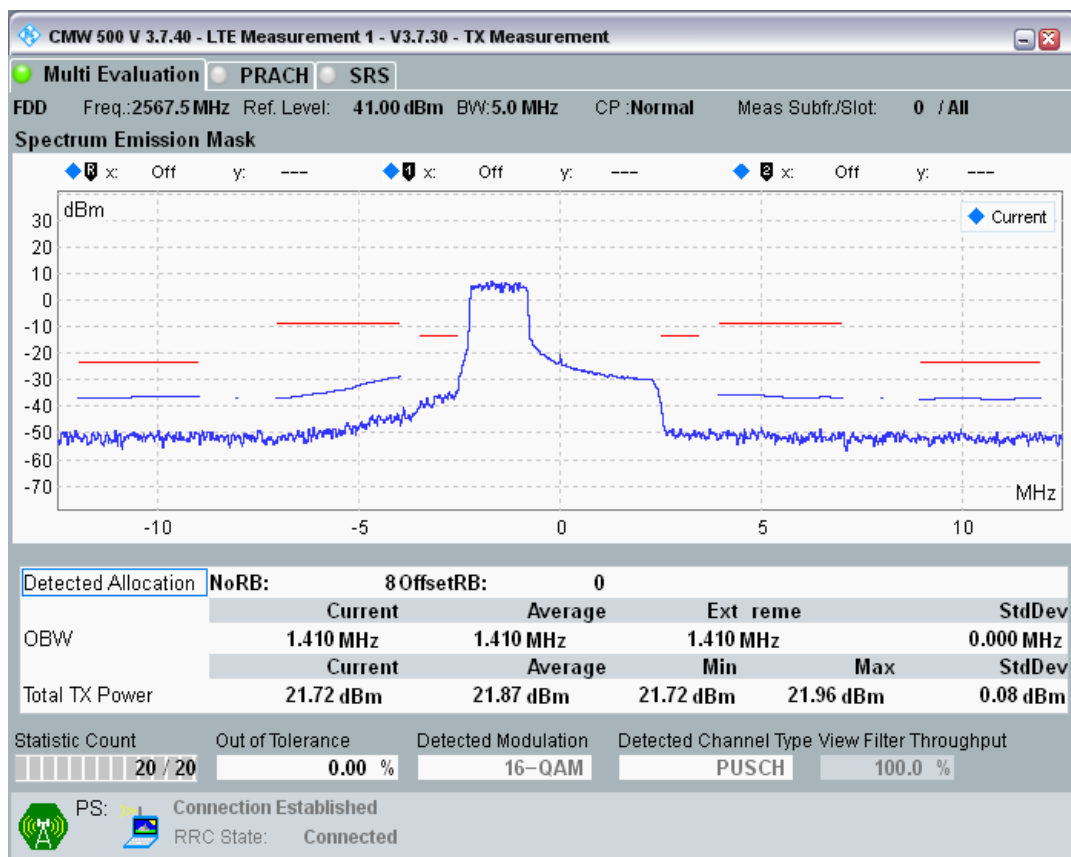 CMW 500 V 3.7.40 - LTE Measurement 1 - V3.7.30 - TX Measurement
Multi Evaluation PRACH SRS
FDD Freq.:2567.5 MHz Ref. Level: 41.00 dBm BW:5.0 MHz CP :Normal Meas Subfr./Slot: 0 / All
Spectrum Emission Mask
R x: Off y: --- 1 x: Off y: --- 2 x: Off y: ---
dBm
Current
30
20
10
0
-10
-20
-30
-40
-50
-60
-70
MHz
-10 -5 0 5 10
Detected Allocation NoRB: 8 OffsetRB: 0
Current Average Ext reme StdDev
OBW 1.410 MHz 1.410 MHz 1.410 MHz 0.000 MHz
Current Average Min Max StdDev
Total TX Power 21.72 dBm 21.87 dBm 21.72 dBm 21.96 dBm 0.08 dBm
Statistic Count Out of Tolerance Detected Modulation Detected Channel Type View Filter Throughput
20 / 20 0.00 % 16-QAM PUSCH 100.0 %
PS: Connection Established
RRC State: Connected